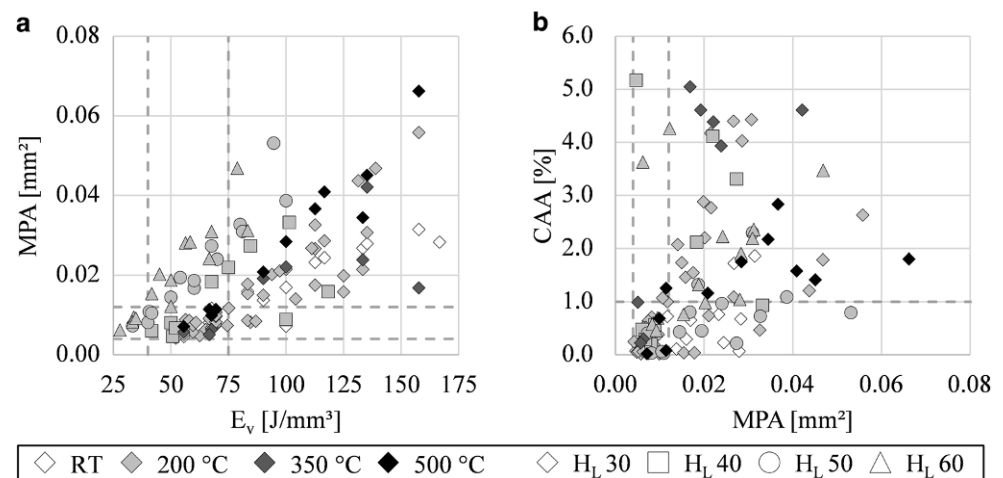 a
b
0.08
0.06
0.04
0.02
0.00
MPA [mm²]
25 50 75 100 125 150 175
E_v [J/mm³]
6.0
5.0
4.0
3.0
2.0
1.0
0.0
CAA [%]
0.00 0.02 0.04 0.06 0.08
MPA [mm²]
RT 200 °C 350 °C 500 °C H_L 30 H_L 40 H_L 50 H_L 60